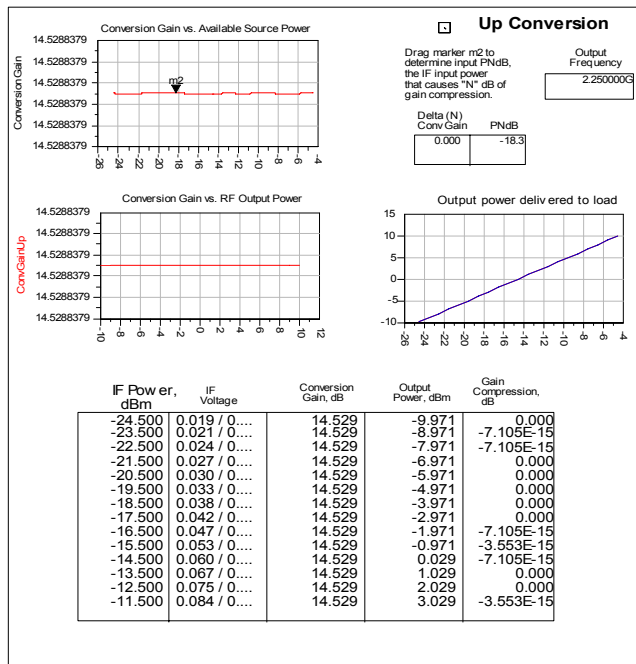 Up Conversion
Conversion Gain vs. Available Source Power
14.5288379
14.5288379
14.5288379
14.5288379
14.5288379
14.5288379
Conversion Gain
m2
-26 -24 -22 -20 -18 -16 -14 -12 -10 -8 -6 -4
Drag marker m2 to
determine input PNdB,
the IF input power
that causes "N" dB of
gain compression.
Output
Frequency
2.250000G
Delta (N)
ConvGain PNdB
0.000 -18.3
Conversion Gain vs. RF Output Power
14.5288379
14.5288379
14.5288379
14.5288379
14.5288379
14.5288379
ConvGainUp
-10 -8 -6 -4 -2 0 2 4 6 8 10 12
Output power delivered to load
15
10
5
0
-5
-10
-26 -24 -22 -20 -18 -16 -14 -12 -10 -8 -6 -4
IF Power, dBm IF Voltage Conversion Gain, dB Output Power, dBm Gain Compression, dB
-24.500 0.019 / 0.... 14.529 -9.971 0.000
-23.500 0.021 / 0.... 14.529 -8.971 -7.105E-15
-22.500 0.024 / 0.... 14.529 -7.971 -7.105E-15
-21.500 0.027 / 0.... 14.529 -6.971 0.000
-20.500 0.030 / 0.... 14.529 -5.971 0.000
-19.500 0.033 / 0.... 14.529 -4.971 0.000
-18.500 0.038 / 0.... 14.529 -3.971 0.000
-17.500 0.042 / 0.... 14.529 -2.971 0.000
-16.500 0.047 / 0.... 14.529 -1.971 -7.105E-15
-15.500 0.053 / 0.... 14.529 -0.971 -3.553E-15
-14.500 0.060 / 0.... 14.529 0.029 -7.105E-15
-13.500 0.067 / 0.... 14.529 1.029 0.000
-12.500 0.075 / 0.... 14.529 2.029 0.000
-11.500 0.084 / 0.... 14.529 3.029 -3.553E-15